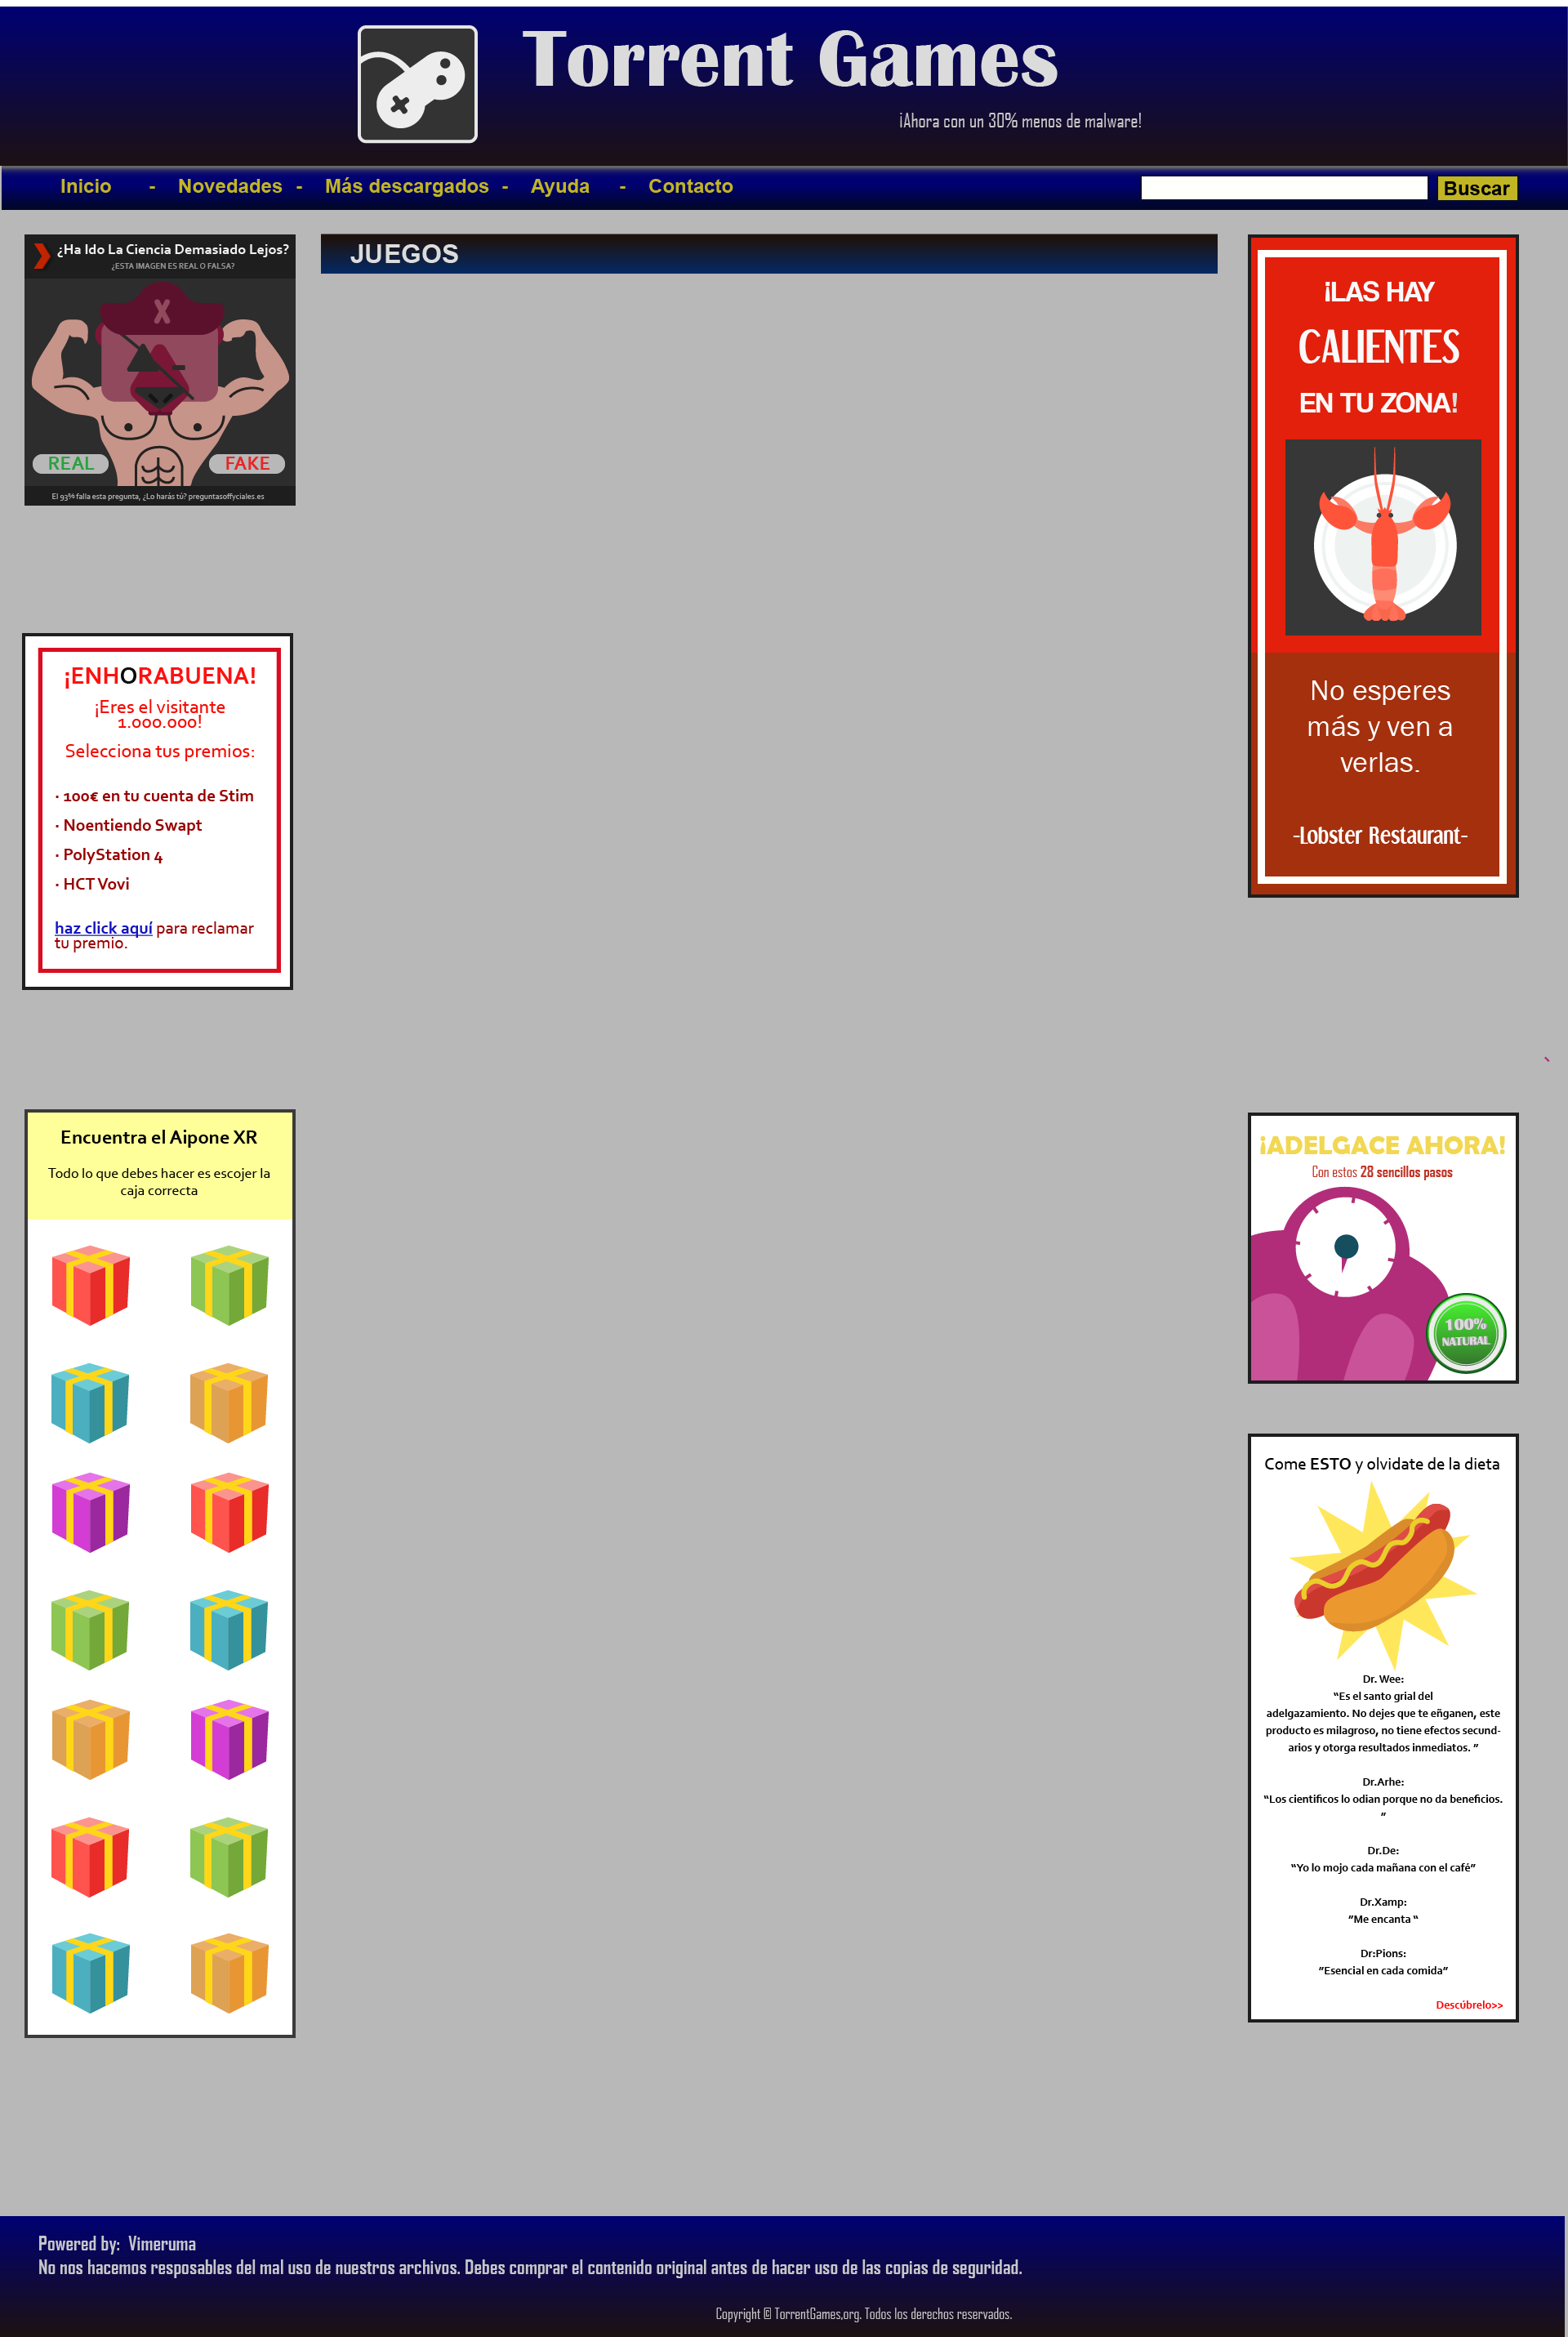 Torrent Games
¡Ahora con un 30% menos de malware!
Inicio - Novedades - Más descargados - Ayuda - Contacto
Buscar
¿Ha Ido La Ciencia Demasiado Lejos?
¿ESTA IMAGEN ES REAL O FALSA?
REAL
FAKE
El 93% falla esta pregunta, ¿Lo harás tú? preguntasoffyciales.es
¡ENHORABUENA!
¡Eres el visitante
1.000.000!
Selecciona tus premios:
· 100€ en tu cuenta de Stim
· Noentiendo Swapt
· PolyStation 4
· HCT Vovi
haz click aquí para reclamar
tu premio.
Encuentra el Aipone XR
Todo lo que debes hacer es escojer la
caja correcta
JUEGOS
¡LAS HAY
CALIENTES
EN TU ZONA!
No esperes
más y ven a
verlas.
-Lobster Restaurant-
¡ADELGACE AHORA!
Con estos 28 sencillos pasos
100%
NATURAL
Come ESTO y olvidate de la dieta
Dr. Wee:
“Es el santo grial del
adelgazamiento. No dejes que te eñganen, este
producto es milagroso, no tiene efectos secund-
arios y otorga resultados inmediatos. ”
Dr.Arhe:
“Los cientificos lo odian porque no da beneficios.
”
Dr.De:
“Yo lo mojo cada mañana con el café”
Dr.Xamp:
”Me encanta “
Dr:Pions:
”Esencial en cada comida”
Descúbrelo>>
Powered by: Vimeruma
No nos hacemos resposables del mal uso de nuestros archivos. Debes comprar el contenido original antes de hacer uso de las copias de seguridad.
Copyright © TorrentGames,org. Todos los derechos reservados.